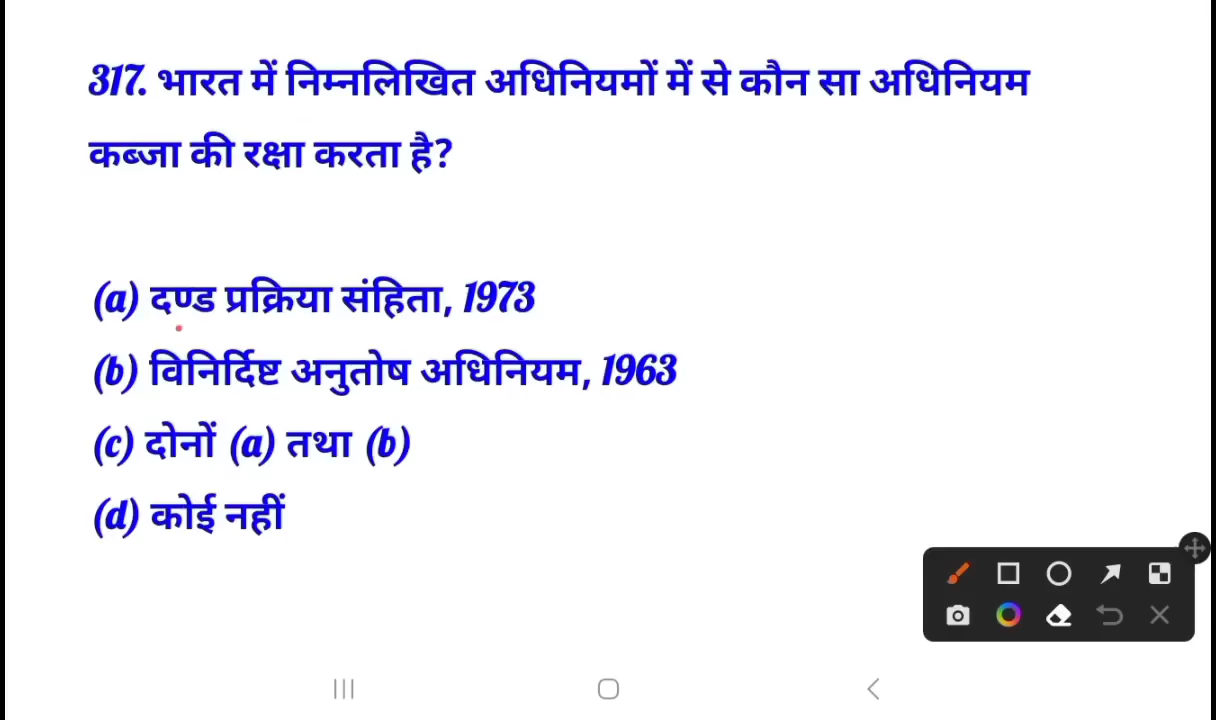 317. भारत में निम्नलिखित अधिनियमों में से कौन सा अधिनियम
कब्जा की रक्षा करता है?
(a) दण्ड प्रक्रिया संहिता, 1973
(b) विनिर्दिष्ट अनुतोष अधिनियम, 1963
(c) दोनों (a) तथा (b)
(d) कोई नहीं